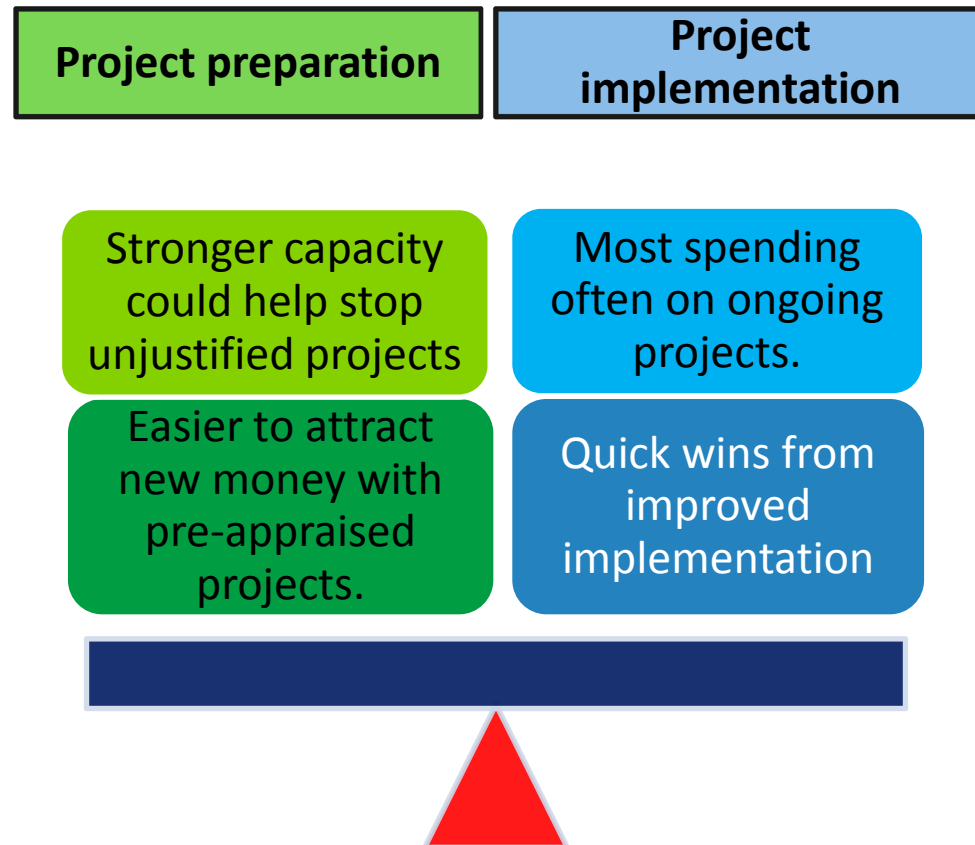 Project preparation
Project
implementation
Stronger capacity
could help stop
unjustified projects
Most spending
often on ongoing
projects.
Easier to attract
new money with
pre-appraised
projects.
Quick wins from
improved
implementation